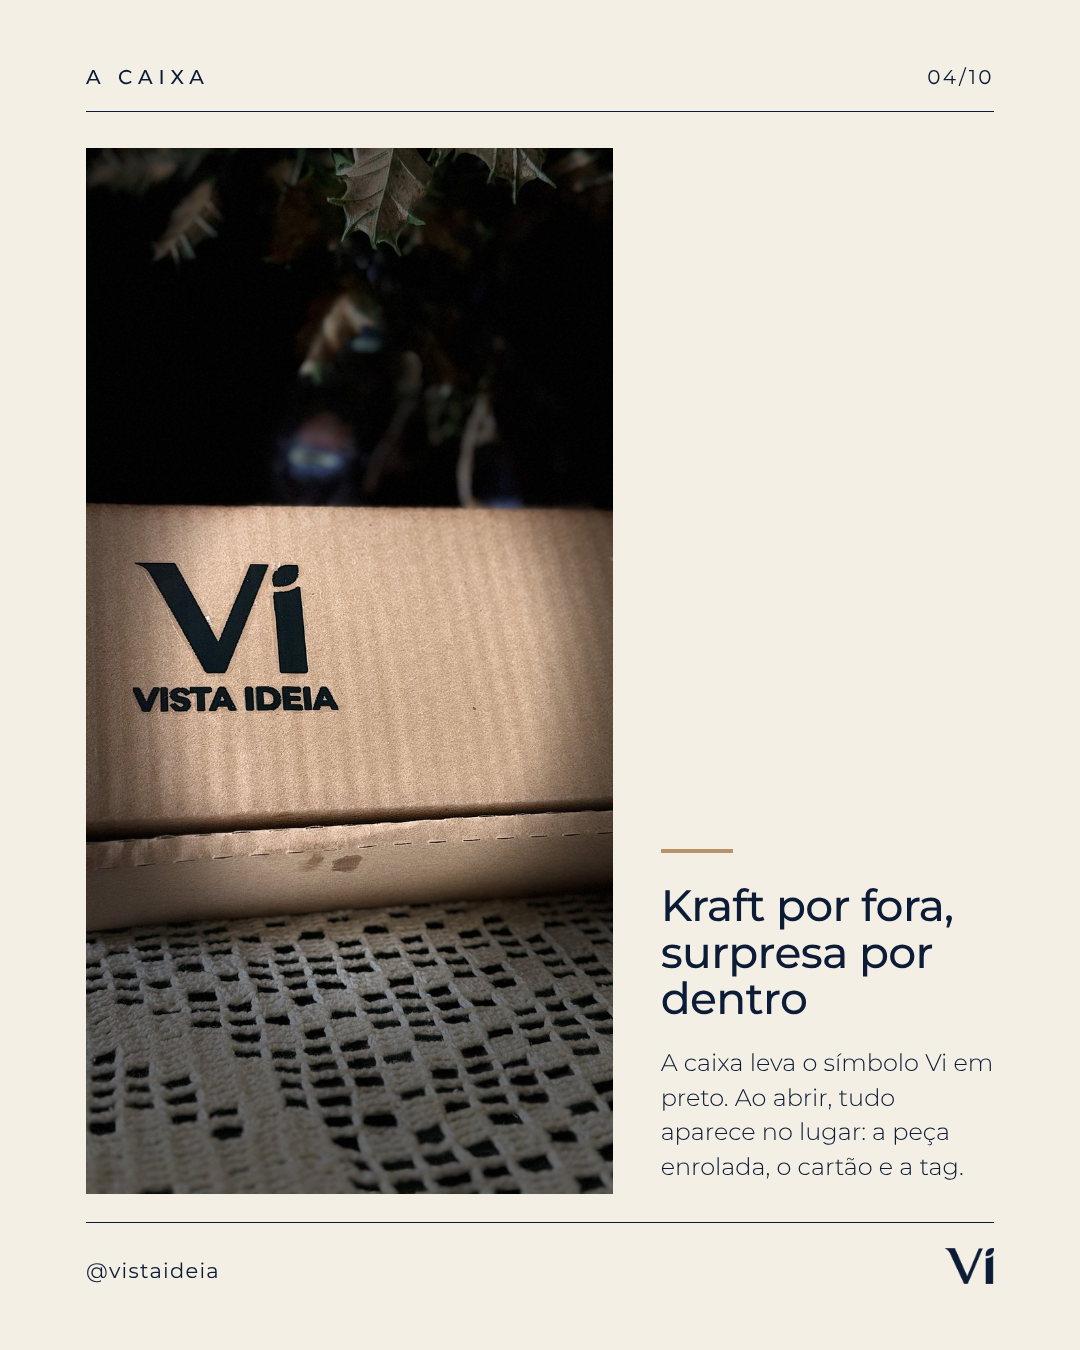 A CAIXA
04/10
Vi
VISTA IDEIA
Kraft por fora,
surpresa por
dentro
A caixa leva o símbolo Vi em
preto. Ao abrir, tudo
aparece no lugar: a peça
enrolada, o cartão e a tag.
@vistaideia
Vi